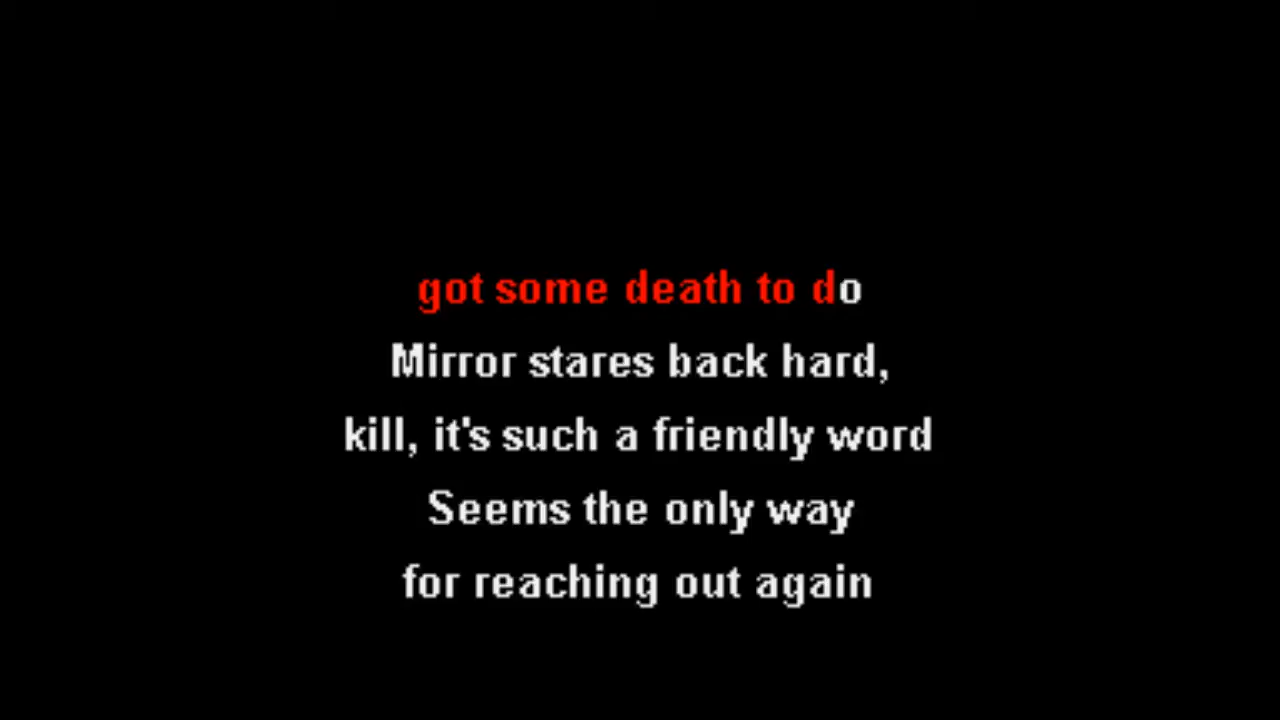 got some death to do
Mirror stares back hard,
kill, it's such a friendly word
Seems the only way
for reaching out again